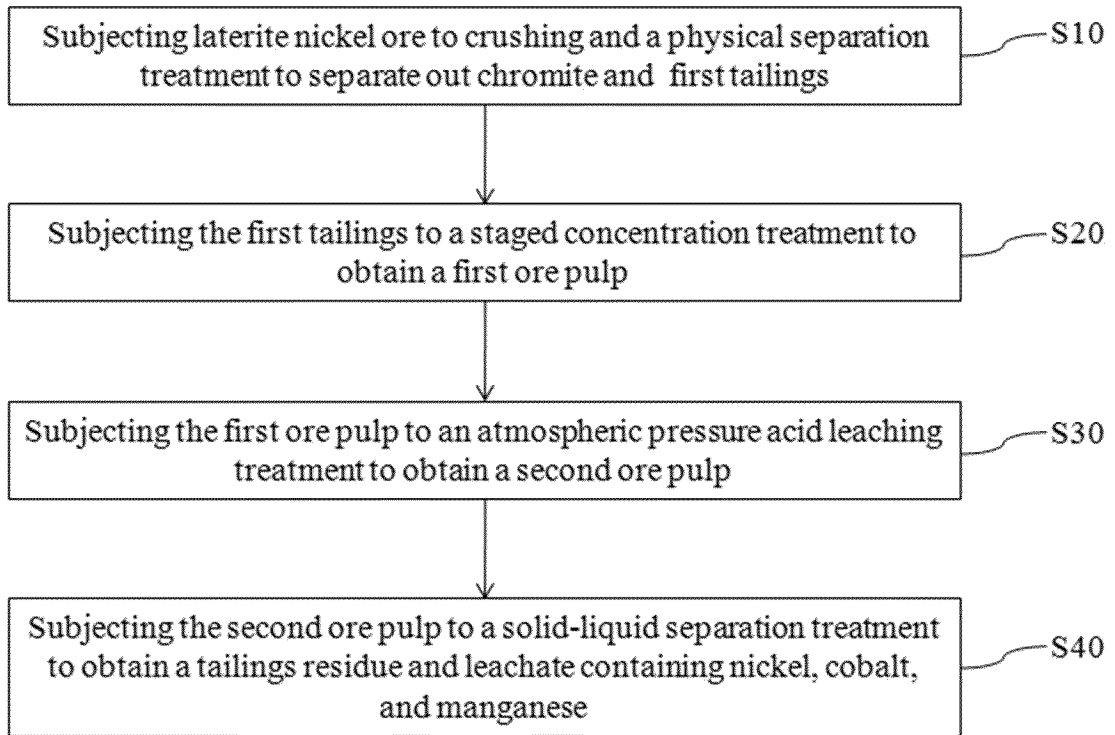 Subjecting laterite nickel ore to crushing and a physical separation
treatment to separate out chromite and first tailings
S10
Subjecting the first tailings to a staged concentration treatment to
obtain a first ore pulp
S20
Subjecting the first ore pulp to an atmospheric pressure acid leaching
treatment to obtain a second ore pulp
S30
Subjecting the second ore pulp to a solid-liquid separation treatment
to obtain a tailings residue and leachate containing nickel, cobalt,
and manganese
S40